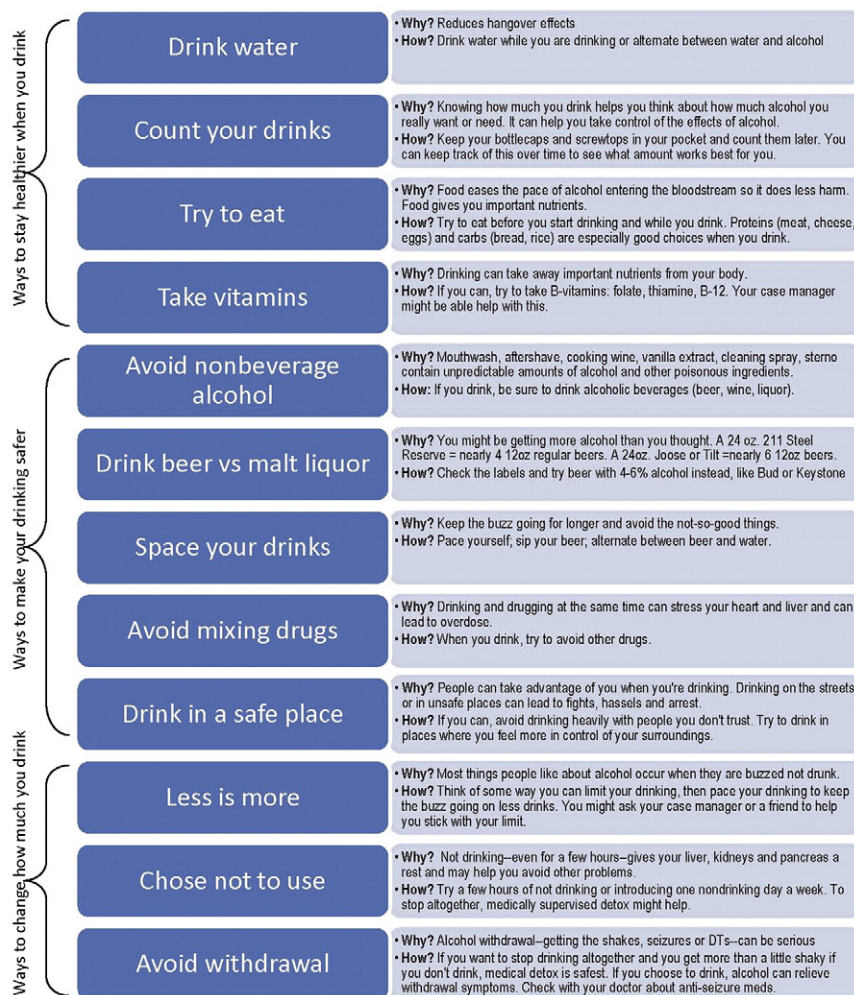 Ways to stay healthier when you drink
Drink water
• Why? Reduces hangover effects
• How? Drink water while you are drinking or alternate between water and alcohol
Count your drinks
• Why? Knowing how much you drink helps you think about how much alcohol you
really want or need. It can help you take control of the effects of alcohol.
• How? Keep your bottlecaps and screwtops in your pocket and count them later. You
can keep track of this over time to see what amount works best for you.
Try to eat
• Why? Food eases the pace of alcohol entering the bloodstream so it does less harm.
Food gives you important nutrients.
• How? Try to eat before you start drinking and while you drink. Proteins (meat, cheese,
eggs) and carbs (bread, rice) are especially good choices when you drink.
Take vitamins
• Why? Drinking can take away important nutrients from your body.
• How? If you can, try to take B-vitamins: folate, thiamine, B-12. Your case manager
might be able help with this.
Ways to make your drinking safer
Avoid nonbeverage
alcohol
• Why? Mouthwash, aftershave, cooking wine, vanilla extract, cleaning spray, sterno
contain unpredictable amounts of alcohol and other poisonous ingredients.
• How: If you drink, be sure to drink alcoholic beverages (beer, wine, liquor).
Drink beer vs malt liquor
• Why? You might be getting more alcohol than you thought. A 24 oz. 211 Steel
Reserve = nearly 4 12oz regular beers. A 24oz. Joose or Tilt =nearly 6 12oz beers.
• How? Check the labels and try beer with 4-6% alcohol instead, like Bud or Keystone
Space your drinks
• Why? Keep the buzz going for longer and avoid the not-so-good things.
• How? Pace yourself; sip your beer; alternate between beer and water.
Avoid mixing drugs
• Why? Drinking and drugging at the same time can stress your heart and liver and can
lead to overdose.
• How? When you drink, try to avoid other drugs.
Drink in a safe place
• Why? People can take advantage of you when you're drinking. Drinking on the streets
or in unsafe places can lead to fights, hassels and arrest.
• How? If you can, avoid drinking heavily with people you don't trust. Try to drink in
places where you feel more in control of your surroundings.
Ways to change how much you drink
Less is more
• Why? Most things people like about alcohol occur when they are buzzed not drunk.
• How? Think of some way you can limit your drinking, then pace your drinking to keep
the buzz going on less drinks. You might ask your case manager or a friend to help
you stick with your limit.
Chose not to use
• Why? Not drinking--even for a few hours--gives your liver, kidneys and pancreas a
rest and may help you avoid other problems.
• How? Try a few hours of not drinking or introducing one nondrinking day a week. To
stop altogether, medically supervised detox might help.
Avoid withdrawal
• Why? Alcohol withdrawal--getting the shakes, seizures or DTs--can be serious
• How? If you want to stop drinking altogether and you get more than a little shaky if
you don't drink, medical detox is safest. If you choose to drink, alcohol can relieve
withdrawal symptoms. Check with your doctor about anti-seizure meds.